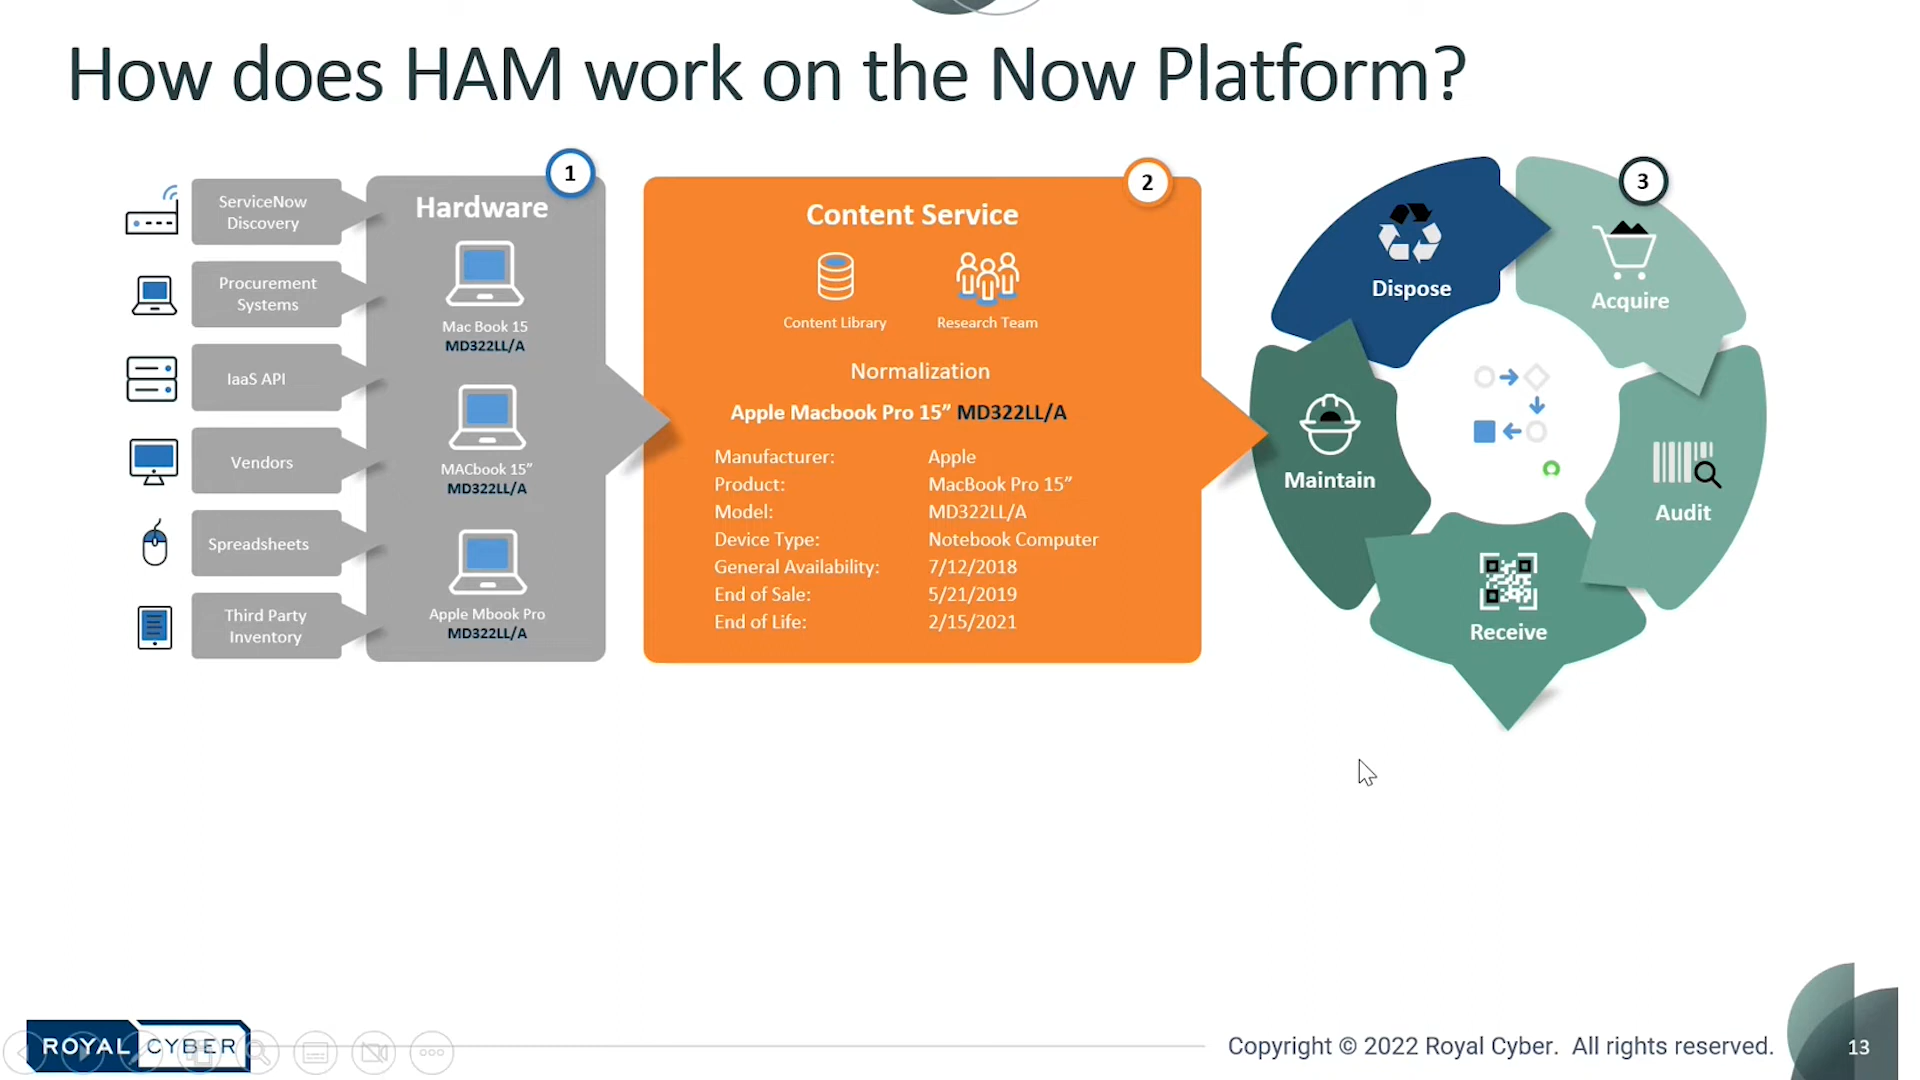 How does HAM work on the Now Platform?
ServiceNow
Discovery
Procurement
Systems
IaaS API
Vendors
Spreadsheets
Third Party
Inventory
1
Hardware
Mac Book 15
MD322LL/A
MACbook 15”
MD322LL/A
Apple Mbook Pro
MD322LL/A
2
Content Service
Content Library
Research Team
Normalization
Apple Macbook Pro 15” MD322LL/A
Manufacturer: Apple
Product: MacBook Pro 15”
Model: MD322LL/A
Device Type: Notebook Computer
General Availability: 7/12/2018
End of Sale: 5/21/2019
End of Life: 2/15/2021
3
Dispose
Acquire
Maintain
Audit
Receive
ROYAL CYBER
Copyright © 2022 Royal Cyber. All rights reserved.
13